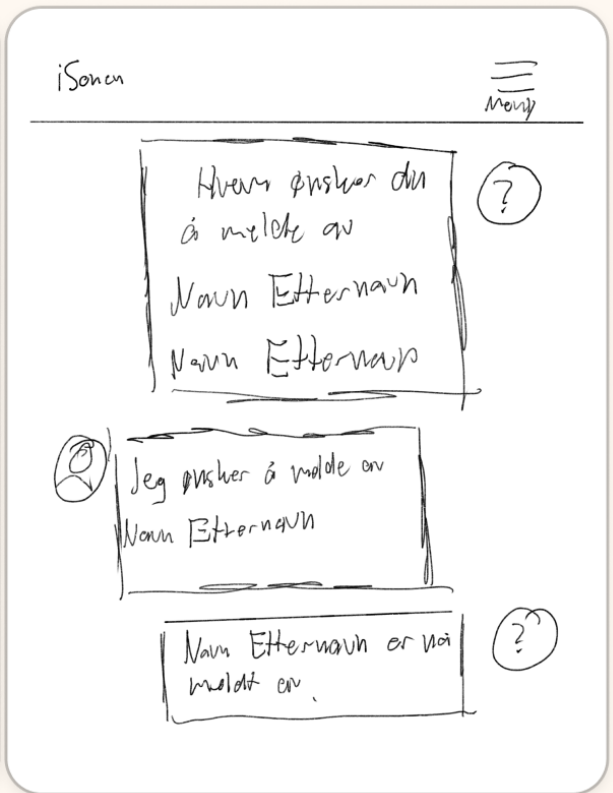 iSonen
Meny
Hvem ønsker du
å melde av
?
Navn Etternavn
Navn Etternavn
Jeg ønsker å melde av
Navn Etternavn
Navn Etternavn er nå
meldt av.
?